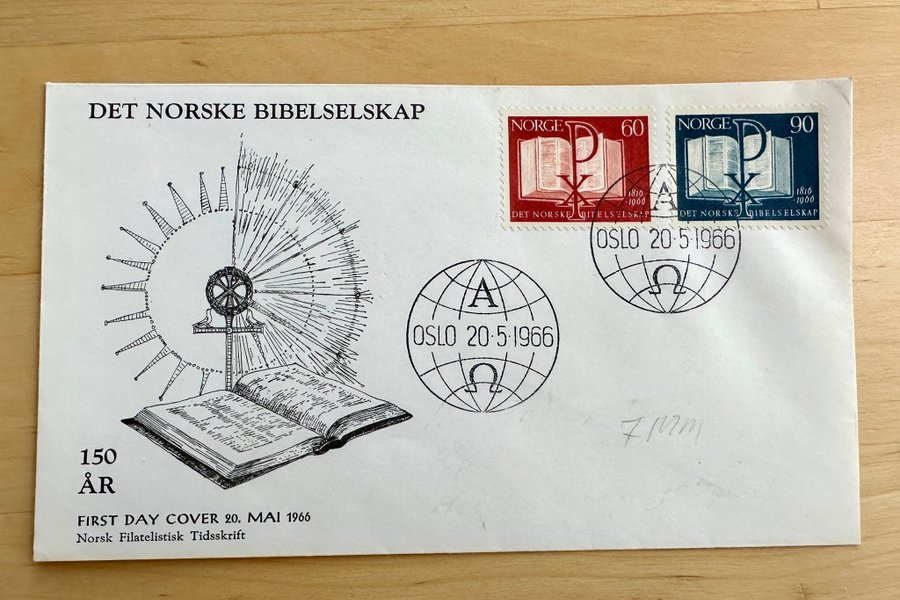 DET NORSKE BIBELSELSKAP
NORGE 60
1816
-1966
DET NORSKE BIBELSELSKAP
NORGE 90
1816
-1966
DET NORSKE BIBELSELSKAP
A
OSLO 20·5·1966
Ω
A
OSLO 20·5·1966
Ω
150
ÅR
FIRST DAY COVER 20. MAI 1966
Norsk Filatelistisk Tidsskrift